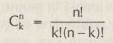 C_k^n = n! / k!(n – k)!